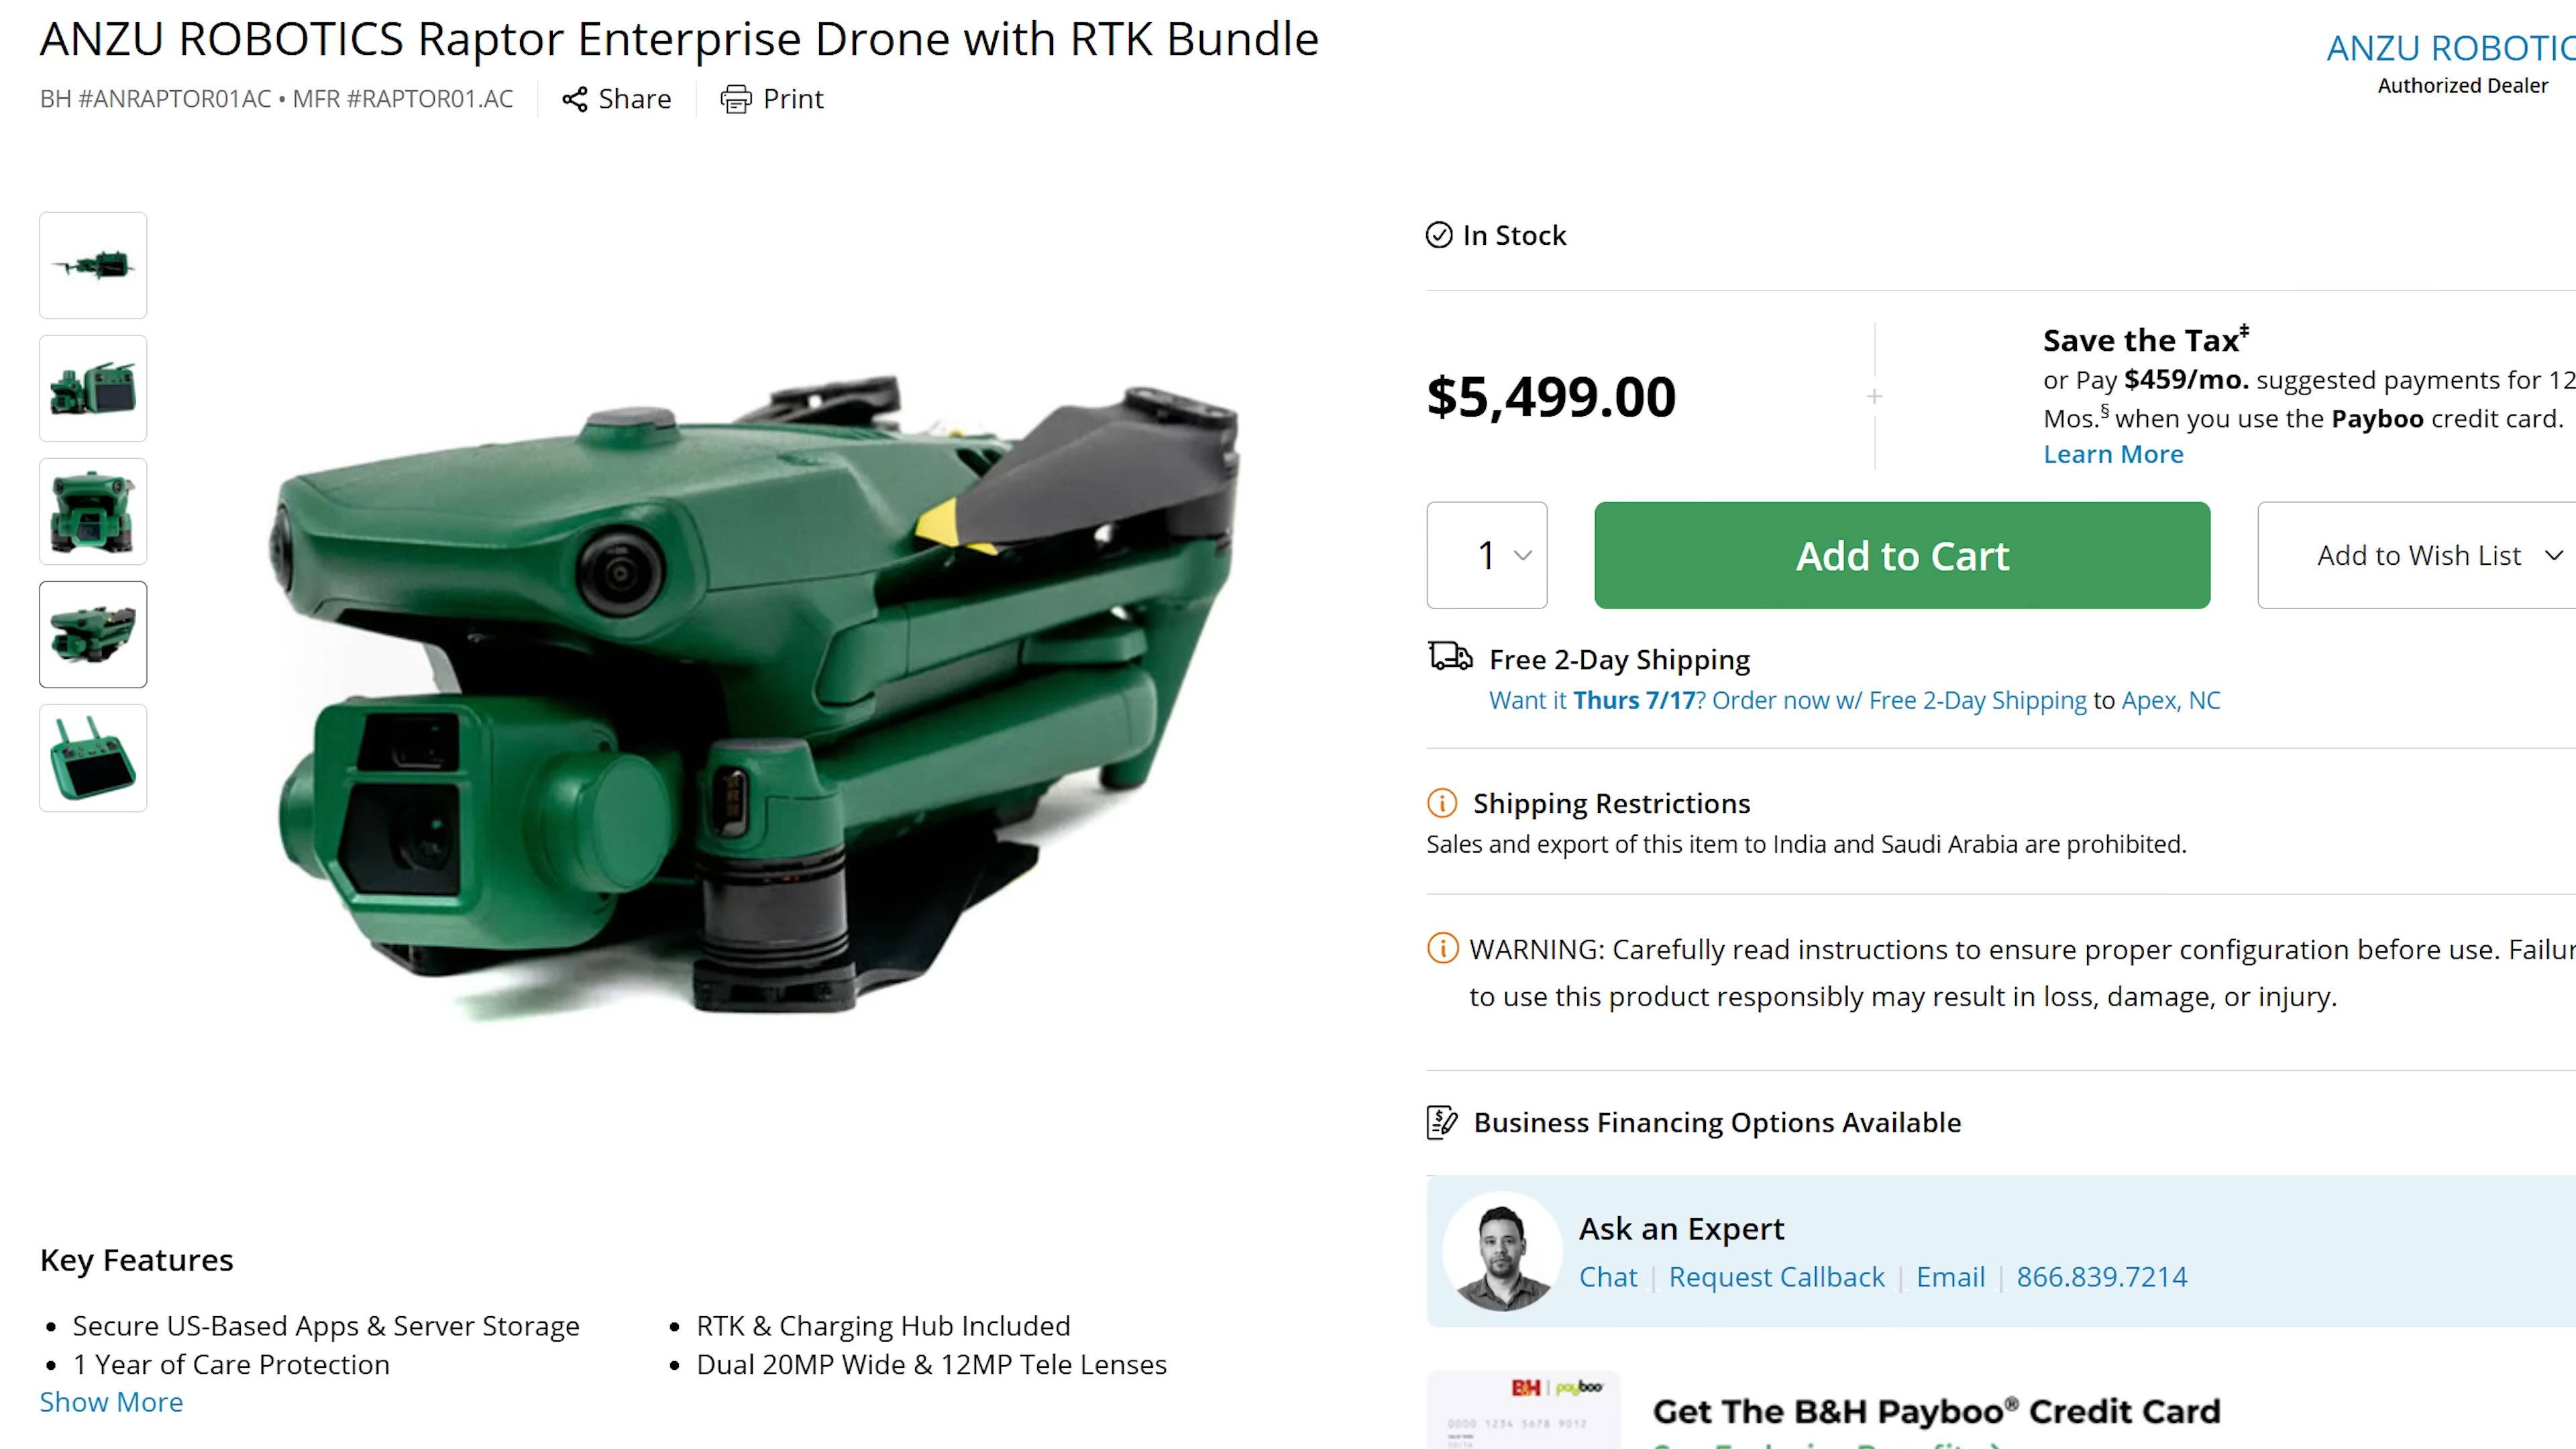 ANZU ROBOTICS Raptor Enterprise Drone with RTK Bundle
BH #ANRAPTOR01AC • MFR #RAPTOR01.AC
Share
Print
ANZU ROBOTIC
Authorized Dealer
In Stock
$5,499.00
+
Save the Tax‡
or Pay $459/mo. suggested payments for 12
Mos.§ when you use the Payboo credit card.
Learn More
1
Add to Cart
Add to Wish List
Free 2-Day Shipping
Want it Thurs 7/17? Order now w/ Free 2-Day Shipping to Apex, NC
Shipping Restrictions
Sales and export of this item to India and Saudi Arabia are prohibited.
WARNING: Carefully read instructions to ensure proper configuration before use. Failur
to use this product responsibly may result in loss, damage, or injury.
Business Financing Options Available
Ask an Expert
Chat | Request Callback | Email | 866.839.7214
Key Features
• Secure US-Based Apps & Server Storage
• 1 Year of Care Protection
• RTK & Charging Hub Included
• Dual 20MP Wide & 12MP Tele Lenses
Show More
B&H | payboo
0000 1234 5678 9012
Get The B&H Payboo® Credit Card